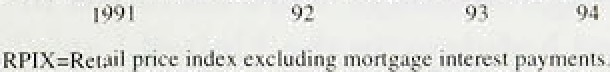 1991 92 93 94
RPIX=Retail price index excluding mortgage interest payments